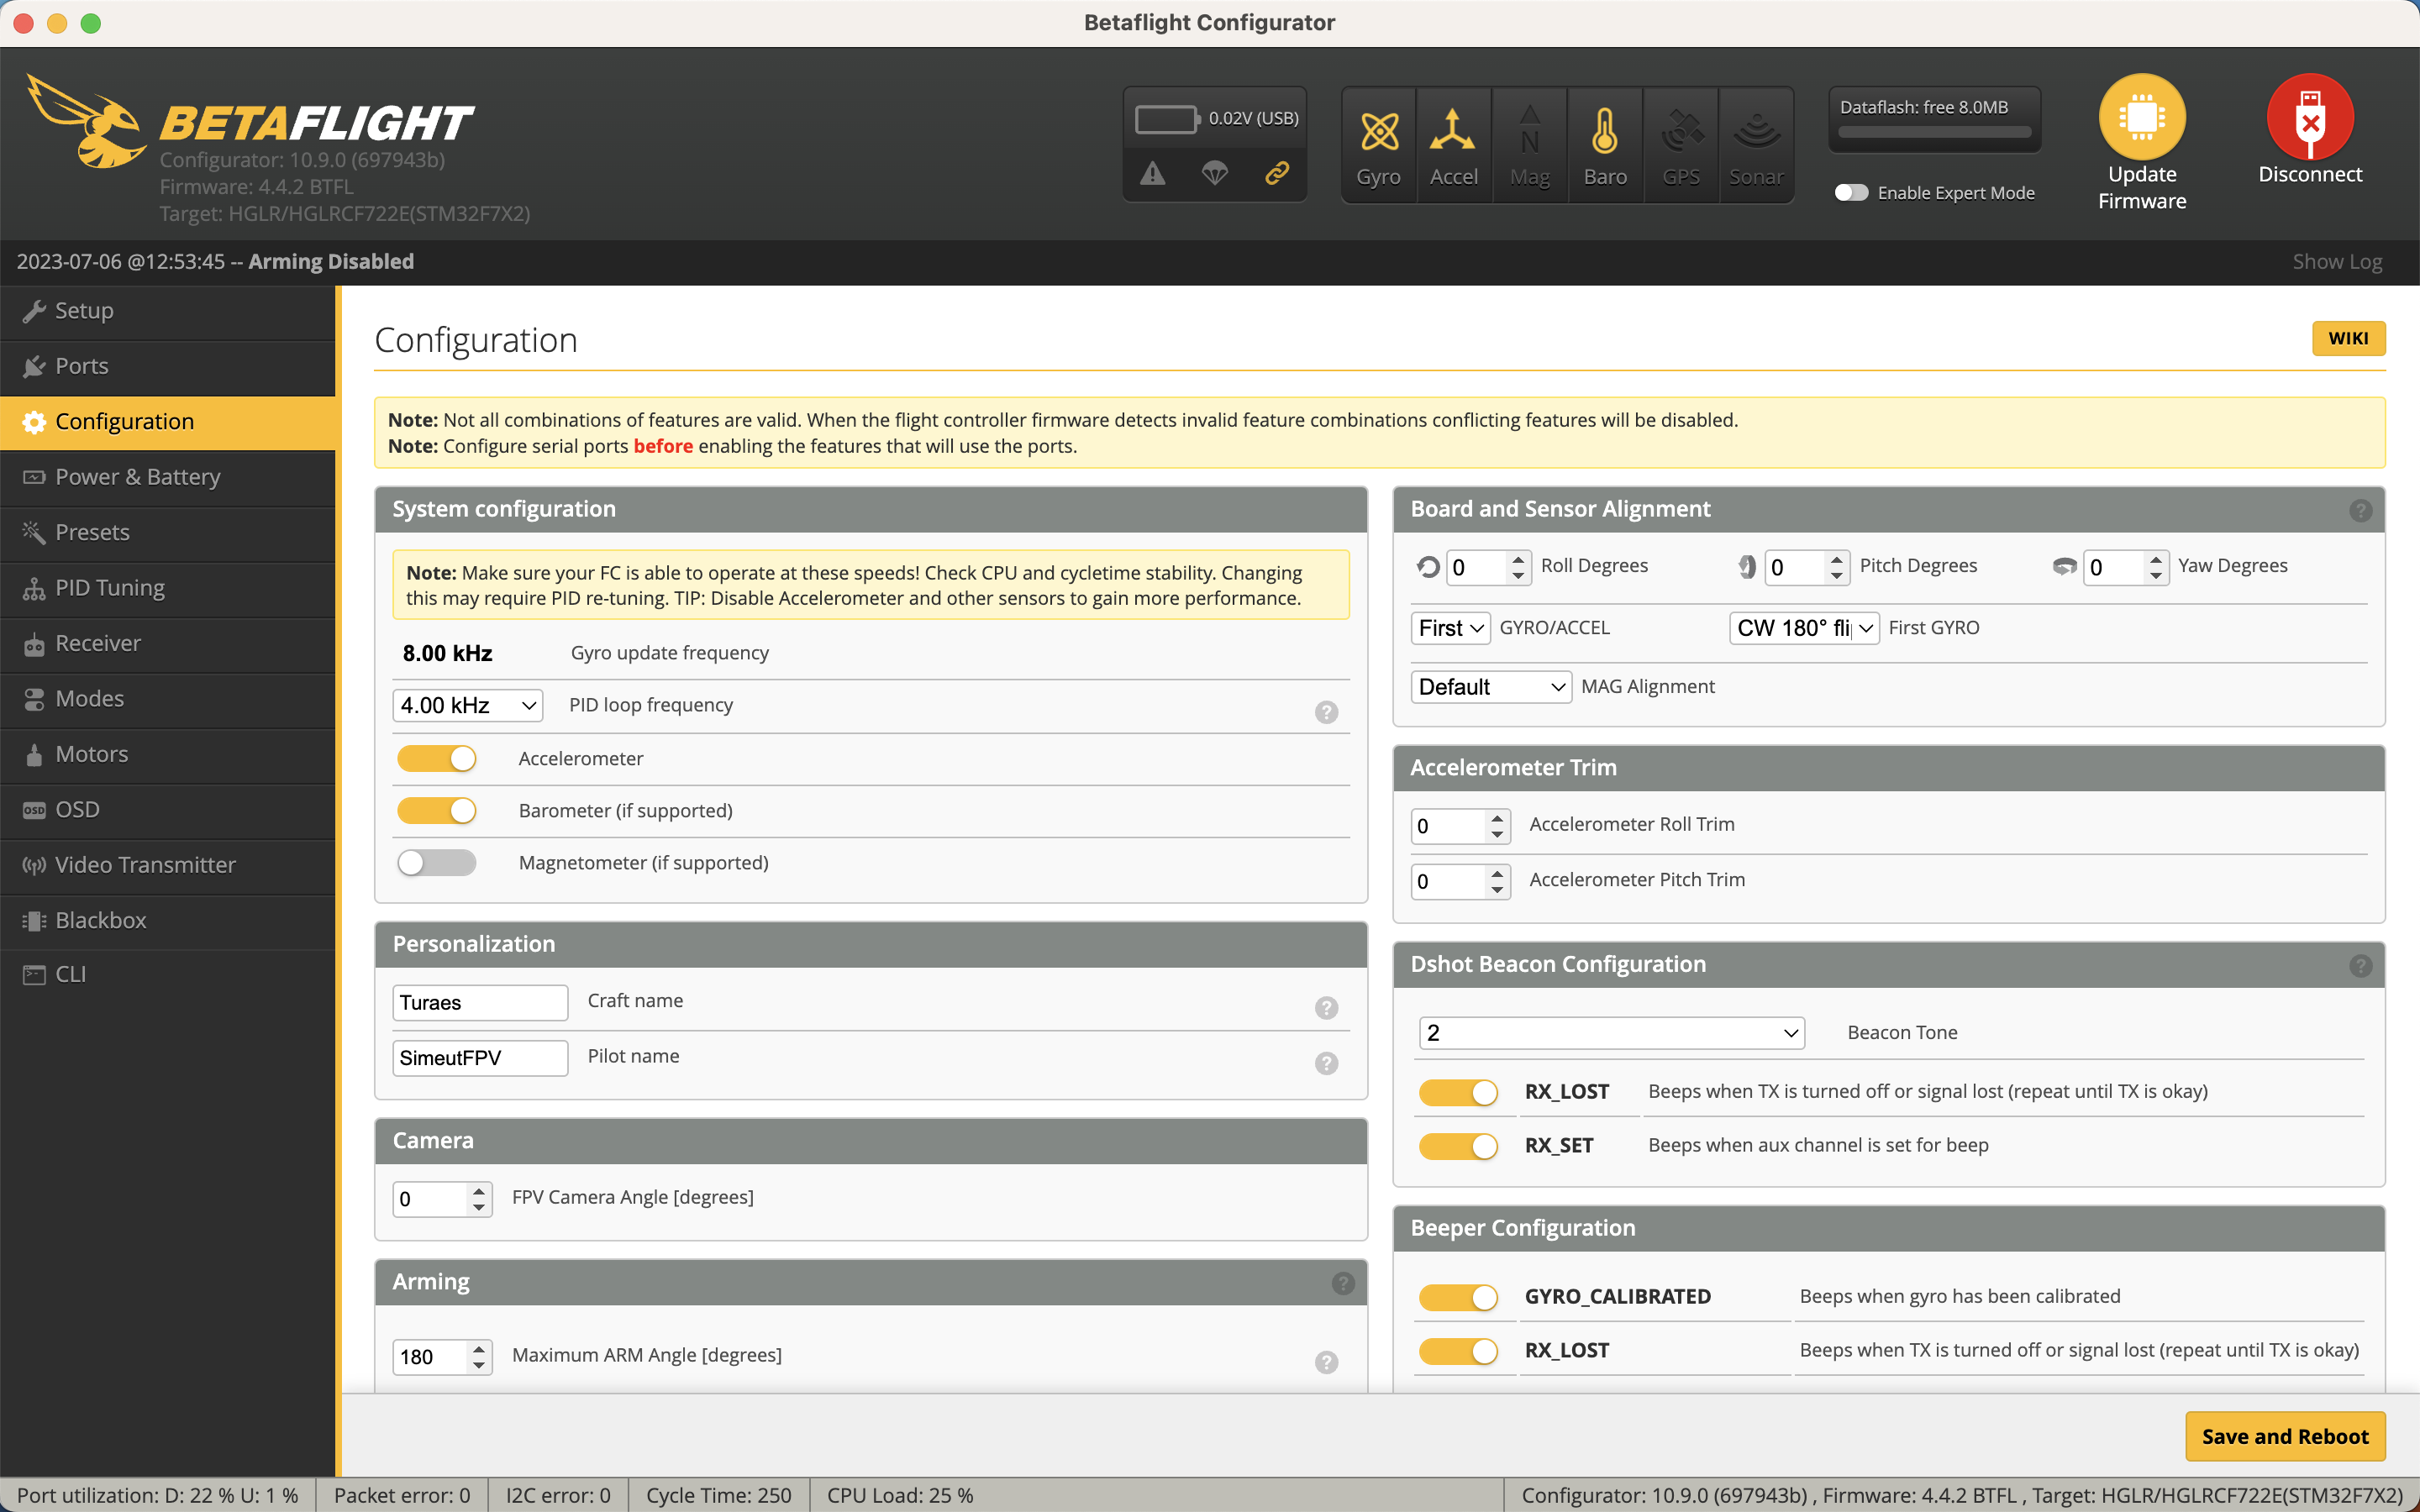 Betaflight Configurator
BETAFLIGHT
Configurator: 10.9.0 (697943b)
Firmware: 4.4.2 BTFL
Target: HGLR/HGLRCF722E(STM32F7X2)
0.02V (USB)
Gyro
Accel
N
Mag
Baro
GPS
Sonar
Dataflash: free 8.0MB
Enable Expert Mode
Update
Firmware
Disconnect
2023-07-06 @12:53:45 -- Arming Disabled
Show Log
Setup
Ports
Configuration
Power & Battery
Presets
PID Tuning
Receiver
Modes
Motors
OSD OSD
Video Transmitter
Blackbox
CLI
Configuration
WIKI
Note: Not all combinations of features are valid. When the flight controller firmware detects invalid feature combinations conflicting features will be disabled.
Note: Configure serial ports before enabling the features that will use the ports.
System configuration
Note: Make sure your FC is able to operate at these speeds! Check CPU and cycletime stability. Changing
this may require PID re-tuning. TIP: Disable Accelerometer and other sensors to gain more performance.
8.00 kHz Gyro update frequency
4.00 kHz PID loop frequency ?
Accelerometer
Barometer (if supported)
Magnetometer (if supported)
Personalization
Turaes Craft name ?
SimeutFPV Pilot name ?
Camera
0 FPV Camera Angle [degrees]
Arming ?
180 Maximum ARM Angle [degrees] ?
Board and Sensor Alignment ?
0 Roll Degrees 0 Pitch Degrees 0 Yaw Degrees
First GYRO/ACCEL CW 180° fli First GYRO
Default MAG Alignment
Accelerometer Trim
0 Accelerometer Roll Trim
0 Accelerometer Pitch Trim
Dshot Beacon Configuration ?
2 Beacon Tone
RX_LOST Beeps when TX is turned off or signal lost (repeat until TX is okay)
RX_SET Beeps when aux channel is set for beep
Beeper Configuration
GYRO_CALIBRATED Beeps when gyro has been calibrated
RX_LOST Beeps when TX is turned off or signal lost (repeat until TX is okay)
Save and Reboot
Port utilization: D: 22 % U: 1 % Packet error: 0 I2C error: 0 Cycle Time: 250 CPU Load: 25 % Configurator: 10.9.0 (697943b) , Firmware: 4.4.2 BTFL , Target: HGLR/HGLRCF722E(STM32F7X2)